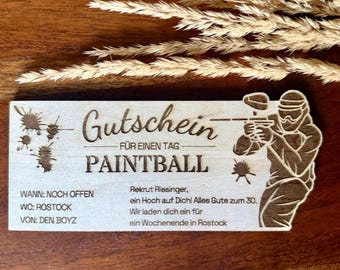 Gutschein
FÜR EINEN TAG
PAINTBALL
WANN: NOCH OFFEN
WO: ROSTOCK
VON: DEN BOYZ
Rekrut Riesinger,
ein Hoch auf Dich! Alles Gute zum 30.
Wir laden dich ein für
ein Wochenende in Rostock